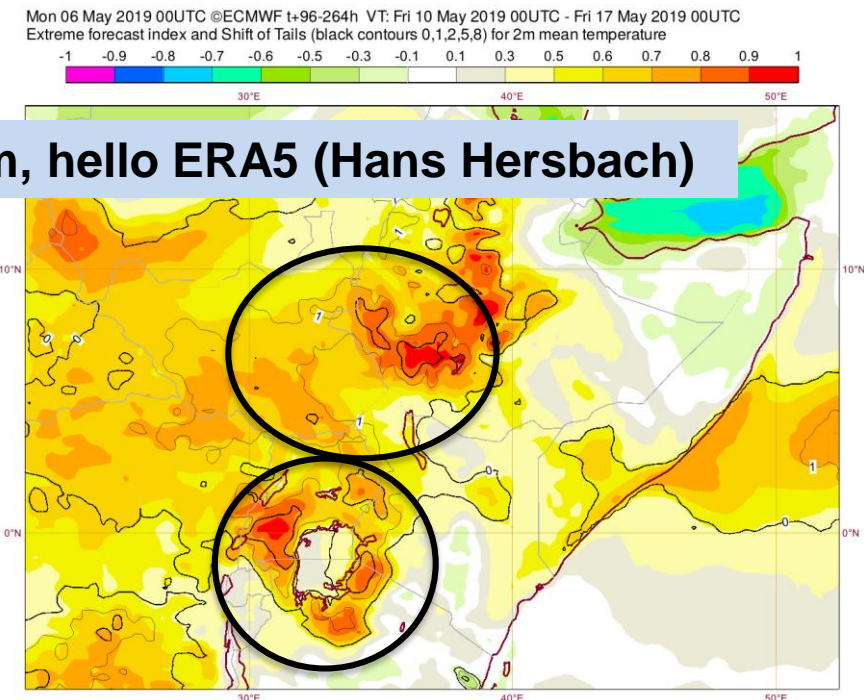 Mon 06 May 2019 00UTC ©ECMWF t+96-264h VT: Fri 10 May 2019 00UTC - Fri 17 May 2019 00UTC
Extreme forecast index and Shift of Tails (black contours 0,1,2,5,8) for 2m mean temperature
-1 -0.9 -0.8 -0.7 -0.6 -0.5 -0.3 -0.1 0.1 0.3 0.5 0.6 0.7 0.8 0.9 1
30°E 40°E 50°E
, hello ERA5 (Hans Hersbach)
1
1
10°N 10°N
1
0 0
1
0 1
0
0°N 0°N
30°E 40°E 50°E